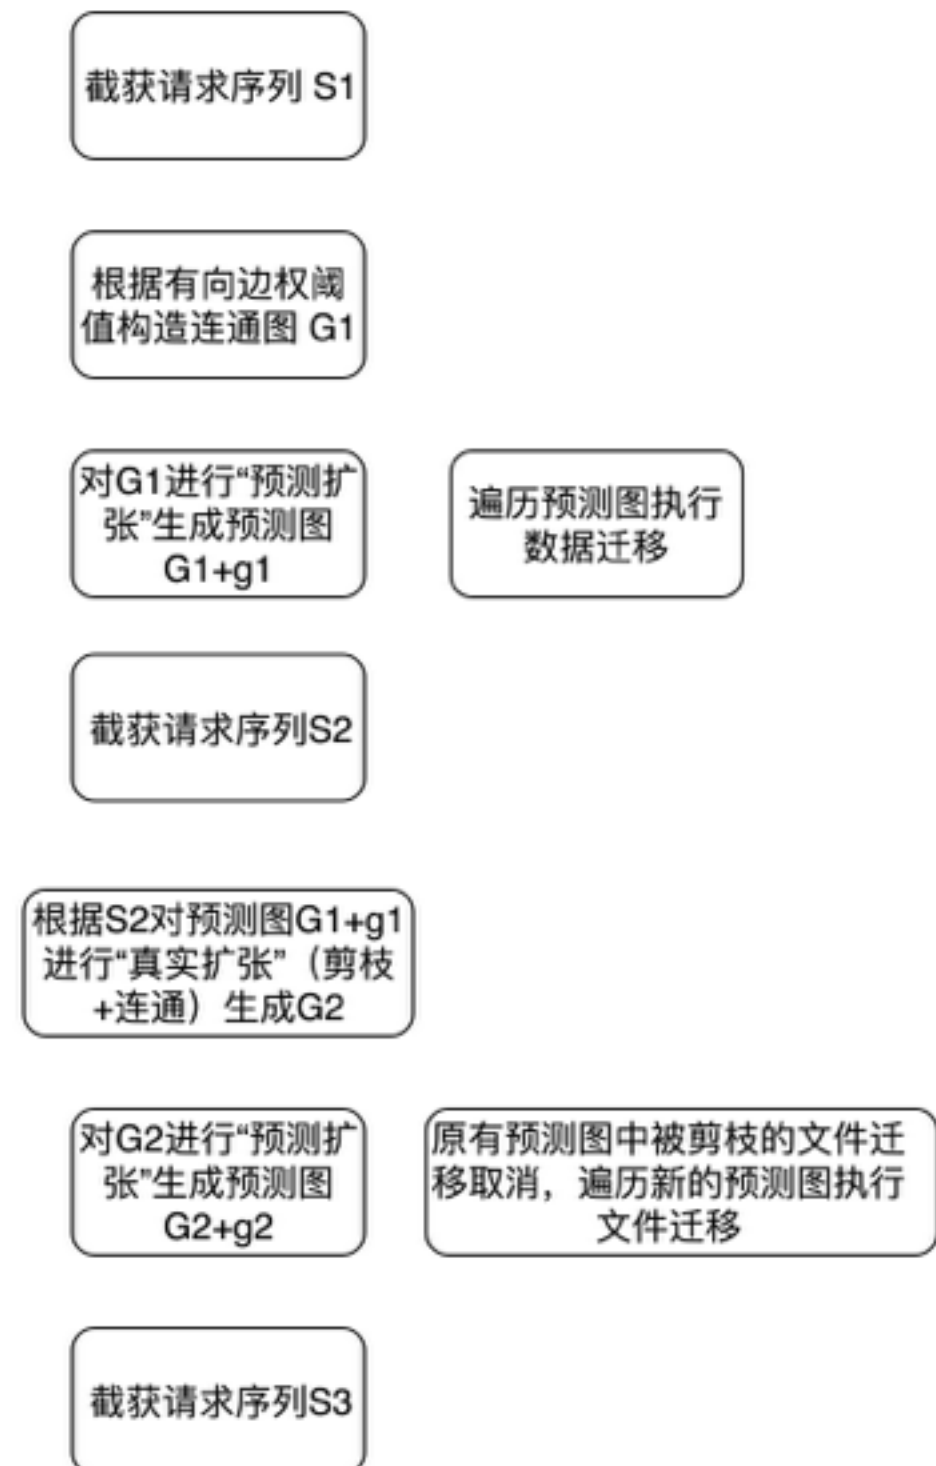 截获请求序列 S1
根据有向边权阈
值构造连通图 G1
对G1进行“预测扩
张”生成预测图
G1+g1
遍历预测图执行
数据迁移
截获请求序列S2
根据S2对预测图G1+g1
进行“真实扩张”（剪枝
+连通）生成G2
对G2进行“预测扩
张”生成预测图
G2+g2
原有预测图中被剪枝的文件迁
移取消，遍历新的预测图执行
文件迁移
截获请求序列S3